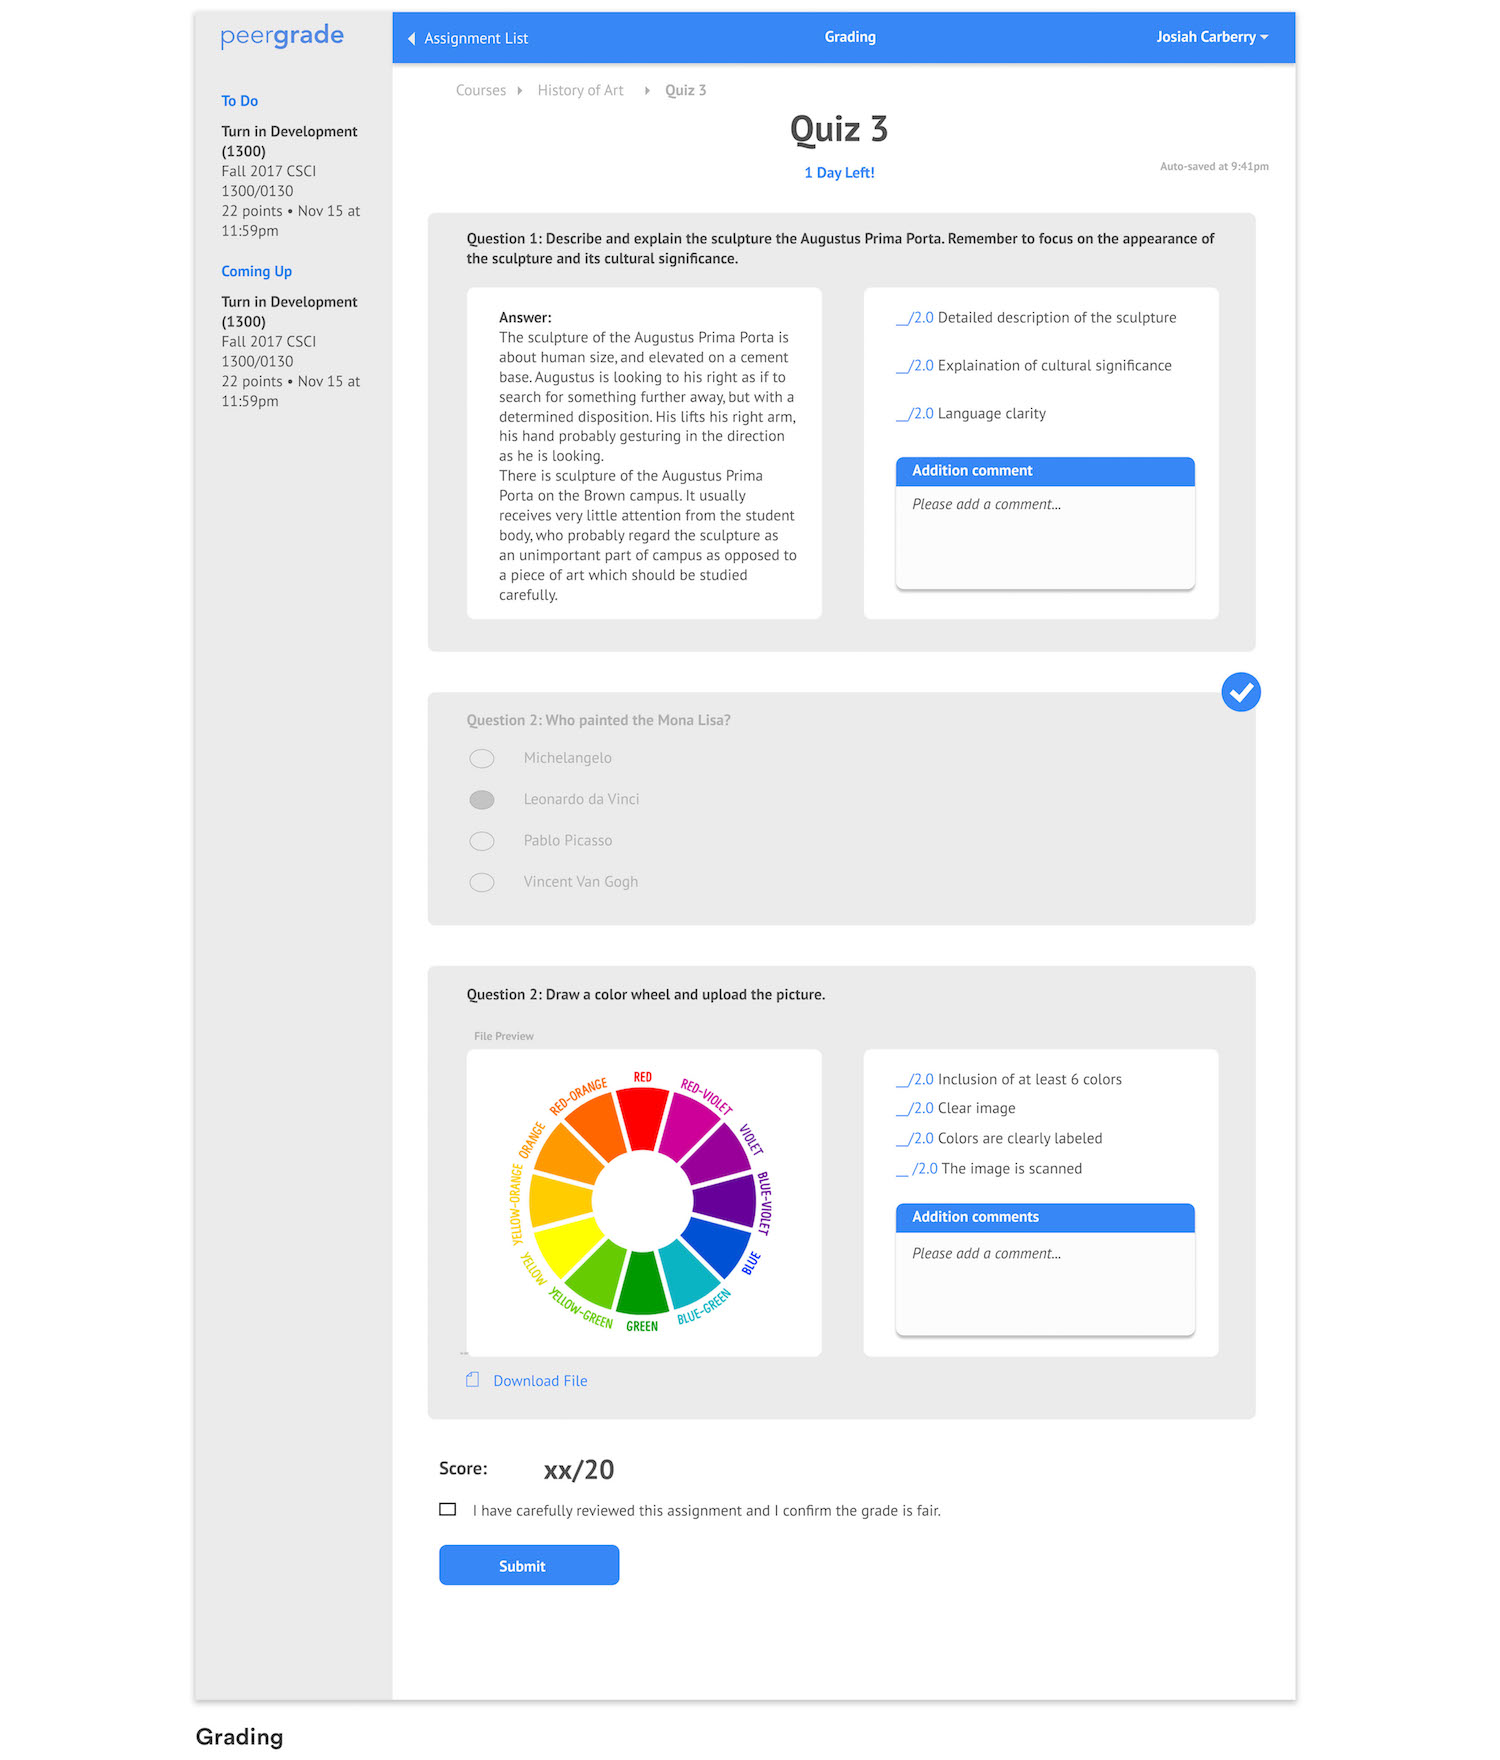 peergrade
Assignment List
Grading
Josiah Carberry
To Do
Turn in Development
(1300)
Fall 2017 CSCI
1300/0130
22 points • Nov 15 at
11:59pm
Coming Up
Turn in Development
(1300)
Fall 2017 CSCI
1300/0130
22 points • Nov 15 at
11:59pm
Courses
History of Art
Quiz 3
Quiz 3
1 Day Left!
Auto-saved at 9:41pm
Question 1: Describe and explain the sculpture the Augustus Prima Porta. Remember to focus on the appearance of
the sculpture and its cultural significance.
Answer:
The sculpture of the Augustus Prima Porta is
about human size, and elevated on a cement
base. Augustus is looking to his right as if to
search for something further away, but with a
determined disposition. His lifts his right arm,
his hand probably gesturing in the direction
as he is looking.
There is sculpture of the Augustus Prima
Porta on the Brown campus. It usually
receives very little attention from the student
body, who probably regard the sculpture as
an unimportant part of campus as opposed to
a piece of art which should be studied
carefully.
__/2.0 Detailed description of the sculpture
__/2.0 Explaination of cultural significance
__/2.0 Language clarity
Addition comment
Please add a comment...
Question 2: Who painted the Mona Lisa?
Michelangelo
Leonardo da Vinci
Pablo Picasso
Vincent Van Gogh
Question 2: Draw a color wheel and upload the picture.
File Preview
RED
RED-VIOLET
VIOLET
BLUE-VIOLET
BLUE
BLUE-GREEN
GREEN
YELLOW-GREEN
YELLOW
YELLOW-ORANGE
ORANGE
RED-ORANGE
__/2.0 Inclusion of at least 6 colors
__/2.0 Clear image
__/2.0 Colors are clearly labeled
__ /2.0 The image is scanned
Addition comments
Please add a comment...
Download File
Score:
xx/20
I have carefully reviewed this assignment and I confirm the grade is fair.
Submit
Grading